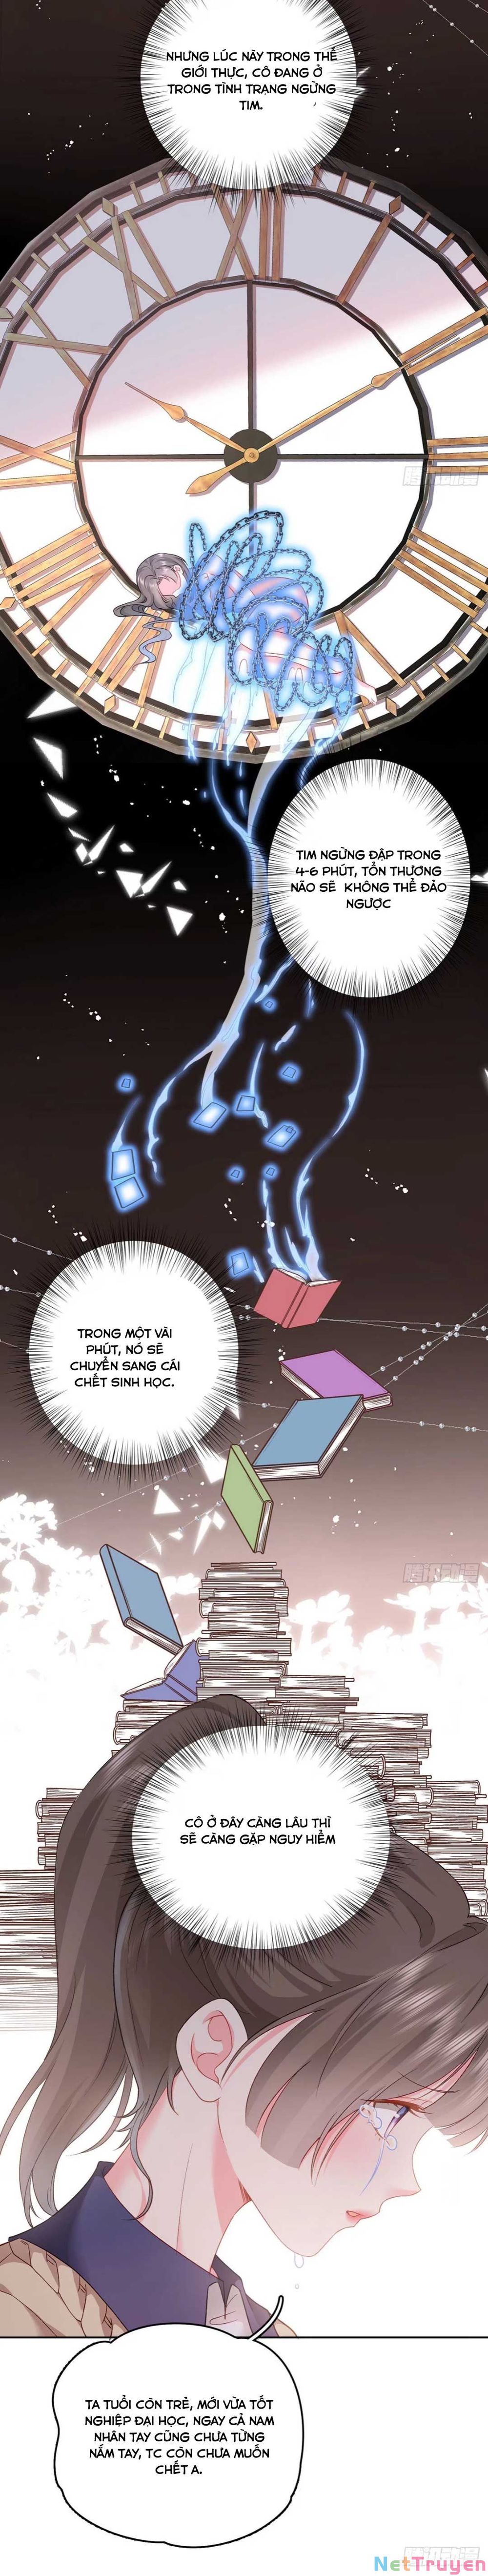 NHƯNG LÚC NÀY TRONG THẾ
GIỚI THỰC, CÔ ĐANG Ở
TRONG TÌNH TRẠNG NGỪNG
TIM.
TIM NGỪNG ĐẬP TRONG
4-6 PHÚT, TỔN THƯƠNG
NÃO SẼ KHÔNG THỂ ĐẢO
NGƯỢC
TRONG MỘT VÀI
PHÚT, NÓ SẼ
CHUYỂN SANG CÁI
CHẾT SINH HỌC.
CÔ Ở ĐÂY CÀNG LÂU THÌ
SẼ CÀNG GẶP NGUY HIỂM
TA TUỔI CÒN TRẺ, MỚI VỪA TỐT
NGHIỆP ĐẠI HỌC, NGAY CẢ NAM
NHÂN TAY CŨNG CHƯA TỪNG
NẮM TAY, TC CÒN CHƯA MUỐN
CHẾT A.
NetTruyen